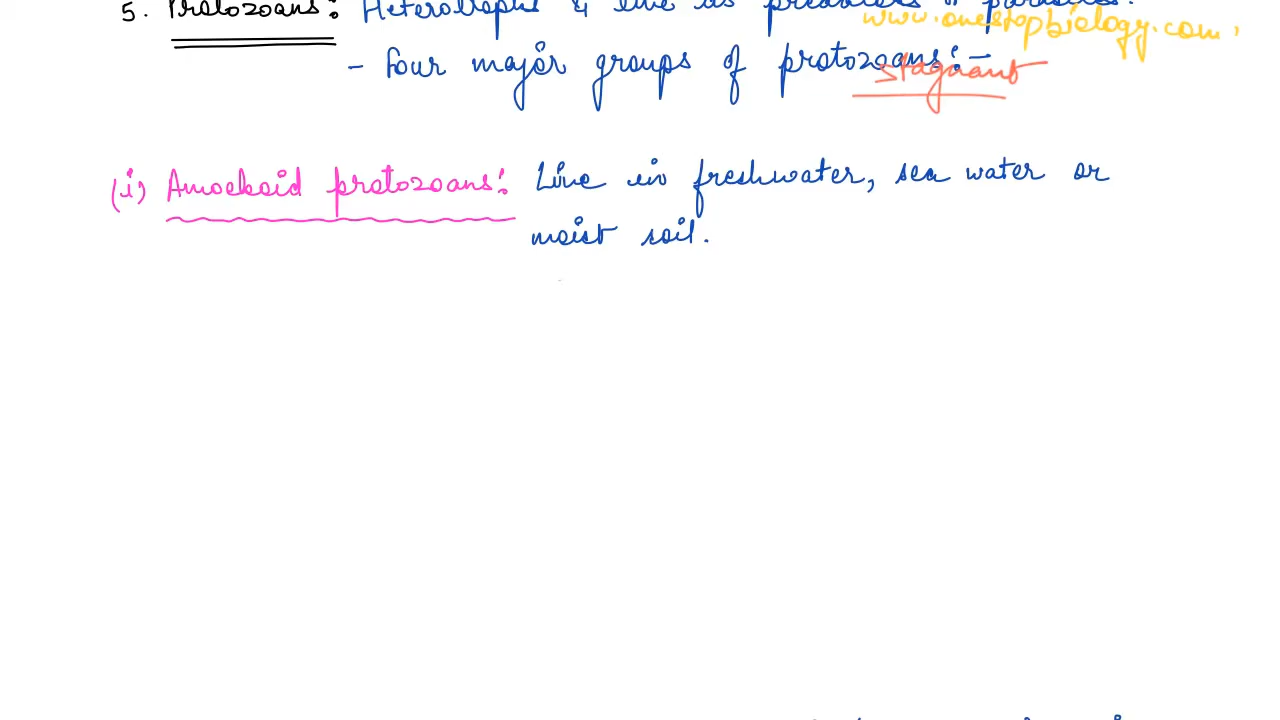 5. Protozoans: Heterotrophs & live as predators or parasites.
www.onestopbiology.com
- Four major groups of protozoans:-
stagnant
(i) Amoeboid protozoans: Live in freshwater, sea water or
moist soil.